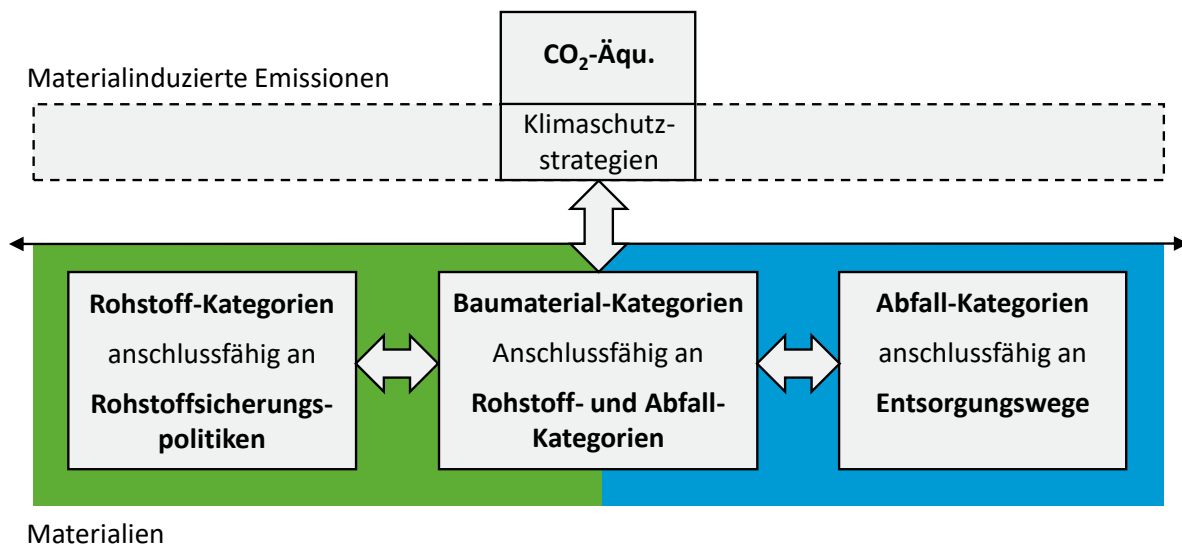 CO₂-Äqu.
Materialinduzierte Emissionen
Klimaschutz-
strategien
Rohstoff-Kategorien
anschlussfähig an
Rohstoffsicherungs-
politiken
Baumaterial-Kategorien
Anschlussfähig an
Rohstoff- und Abfall-
Kategorien
Abfall-Kategorien
anschlussfähig an
Entsorgungswege
Materialien